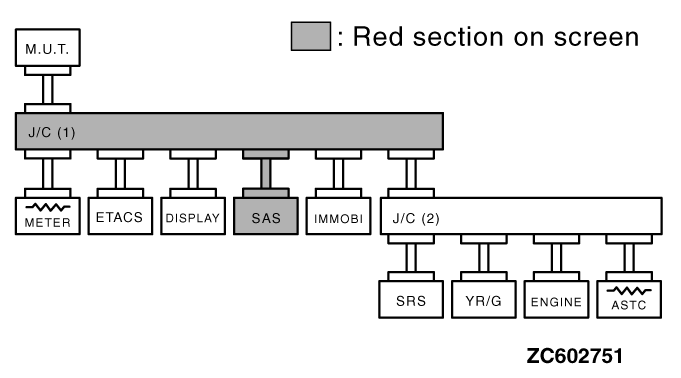 : Red section on screen
M.U.T.
J/C (1)
METER
ETACS
DISPLAY
SAS
IMMOBI
J/C (2)
SRS
YR/G
ENGINE
ASTC
ZC602751